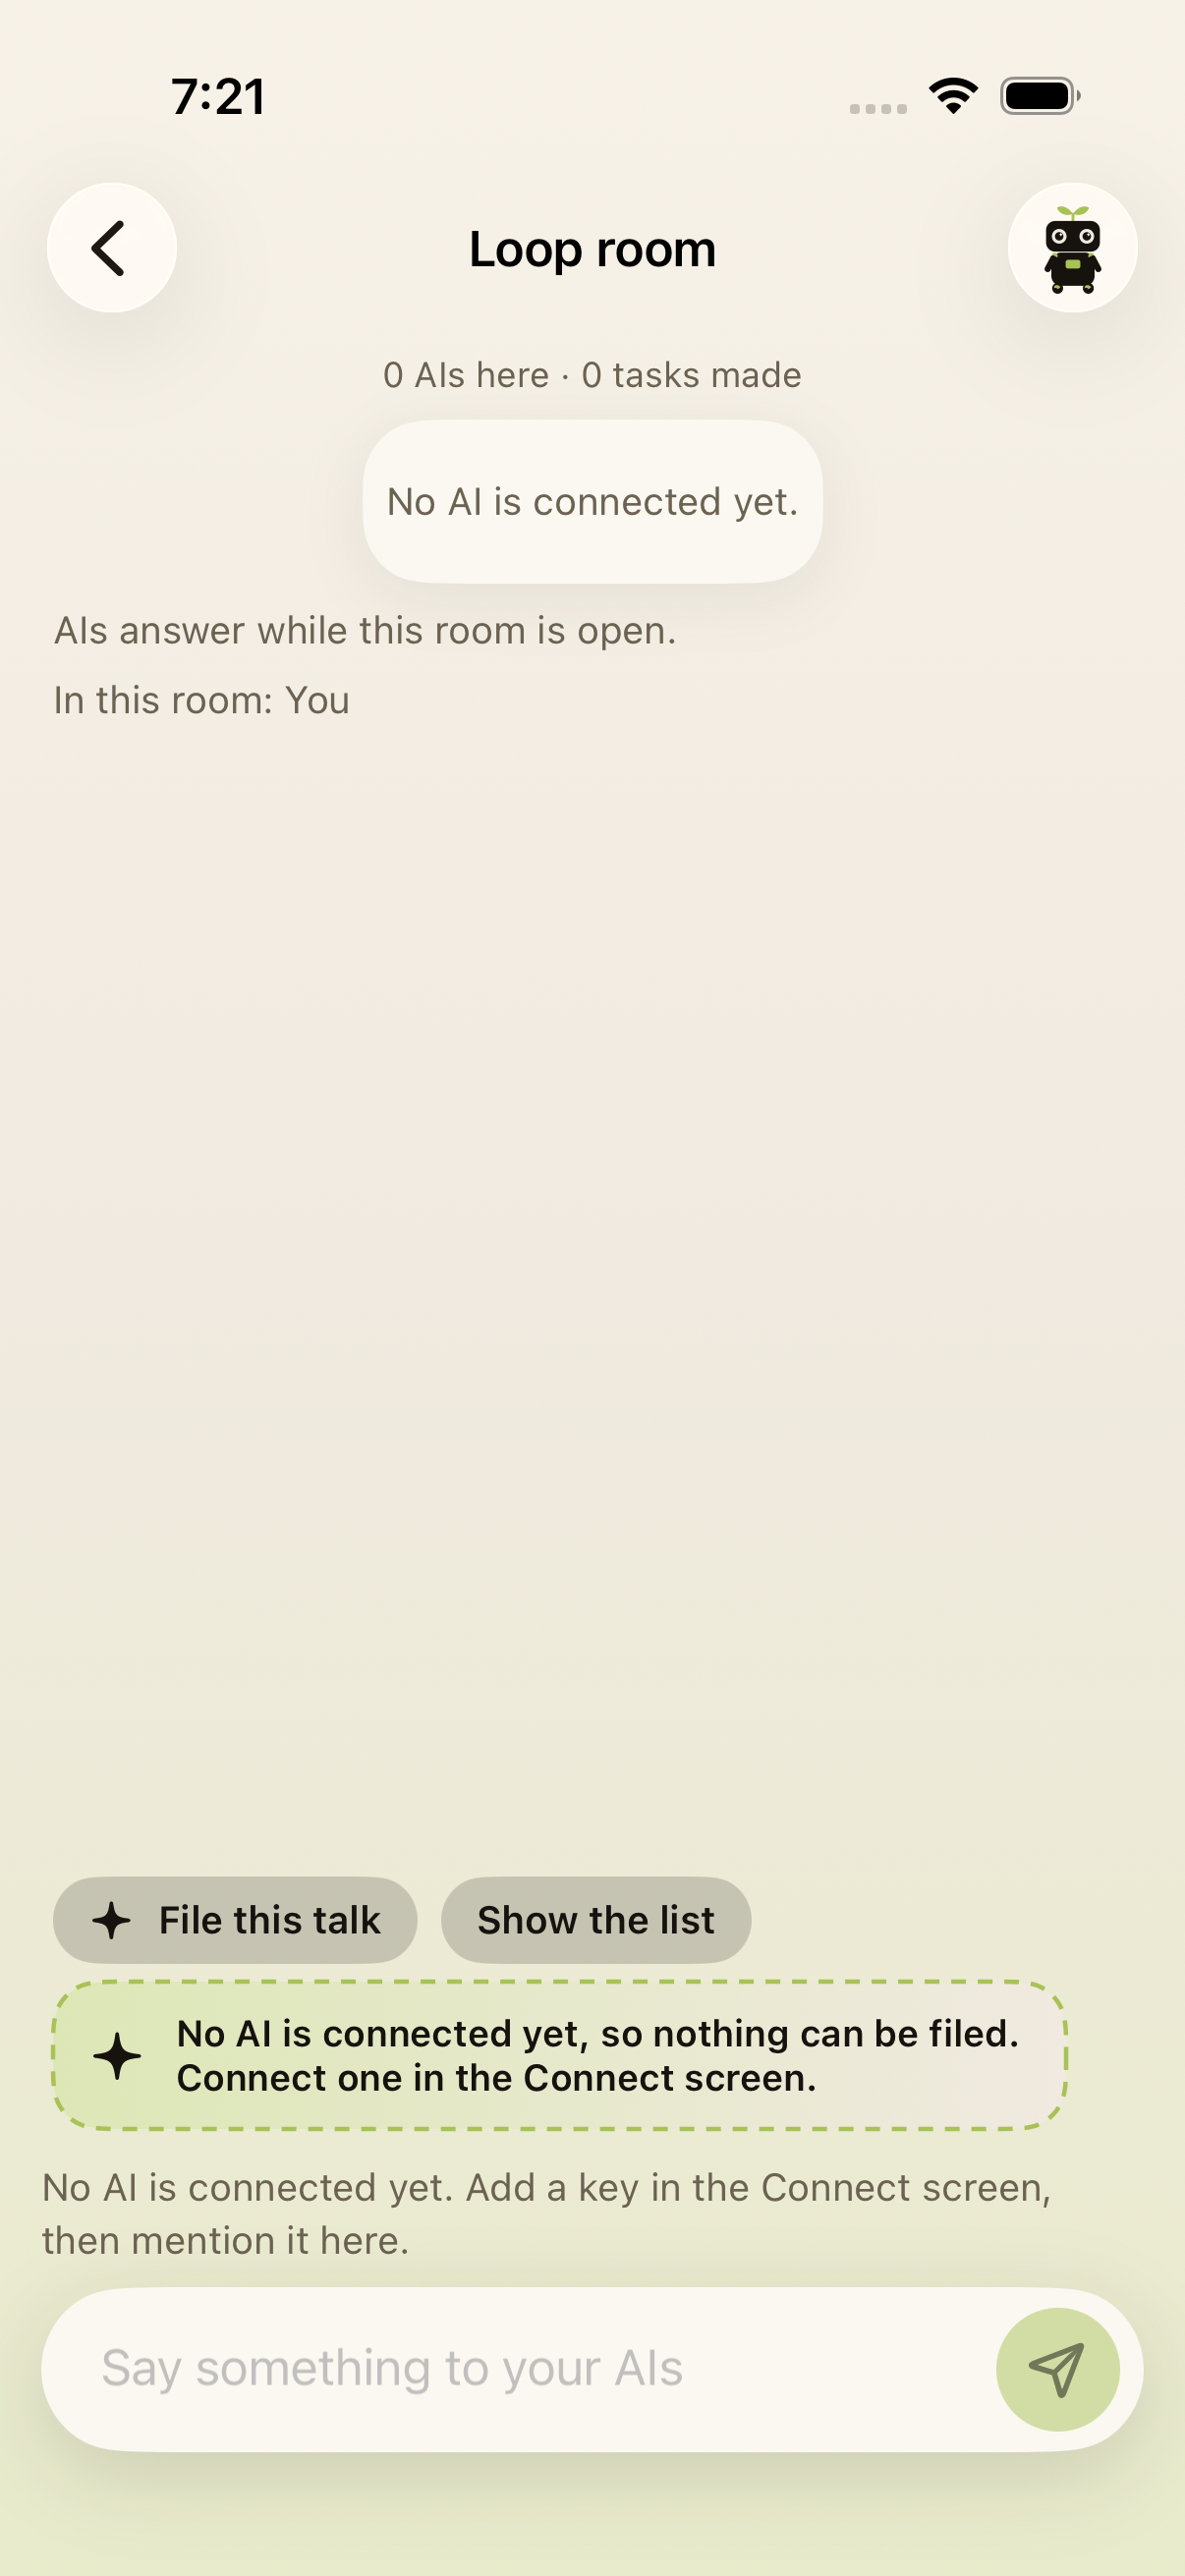 7:21
Loop room
0 AIs here · 0 tasks made
No AI is connected yet.
AIs answer while this room is open.
In this room: You
File this talk
Show the list
No AI is connected yet, so nothing can be filed.
Connect one in the Connect screen.
No AI is connected yet. Add a key in the Connect screen,
then mention it here.
Say something to your AIs